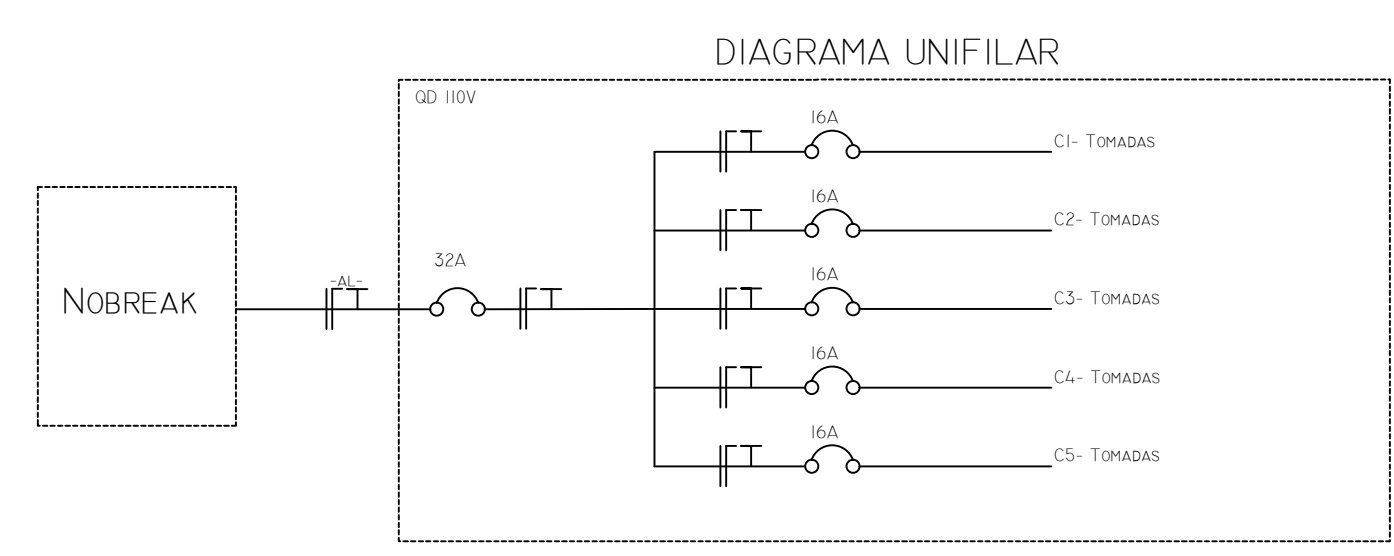 DIAGRAMA UNIFILAR
QD 110V
16A
C1- TOMADAS
16A
C2- TOMADAS
32A
-AL-
NOBREAK
16A
C3- TOMADAS
16A
C4- TOMADAS
16A
C5- TOMADAS